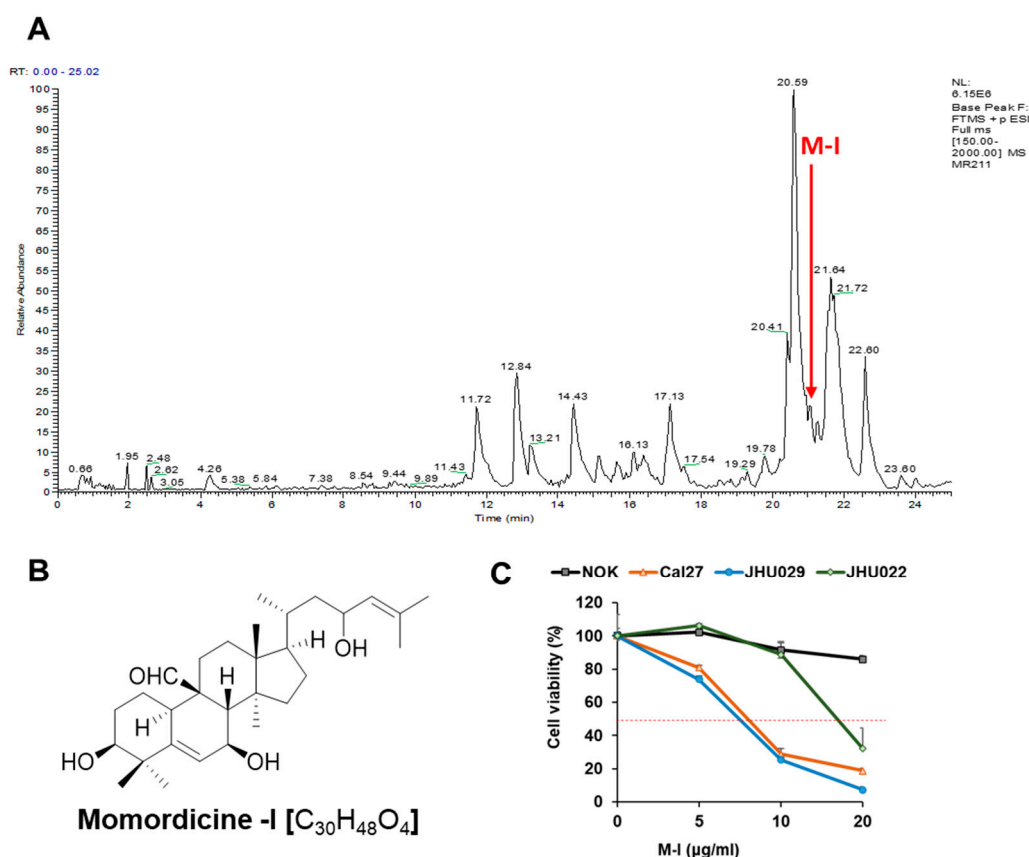 A
RT: 0.00 - 25.02
NL:
6.15E6
Base Peak F:
FTMS + p ESI
Full ms
[150.00-
2000.00] MS
MR211
M-I
Relative Abundance
100
95
90
85
80
75
70
65
60
55
50
45
40
35
30
25
20
15
10
5
0
0.66
1.95
2.48
2.62
3.05
4.26
5.38
5.84
7.38
8.54
9.44
9.89
11.43
11.72
12.84
13.21
14.43
16.13
17.13
17.54
19.29
19.78
20.41
20.59
21.64
21.72
22.60
23.60
0 2 4 6 8 10 12 14 16 18 20 22 24
Time (min)
B
OHC
H
H
H
OH
HO
OH
Momordicine -I [C30H48O4]
C
NOK Cal27 JHU029 JHU022
Cell viability (%)
120
100
80
60
40
20
0
0 5 10 20
M-I (µg/ml)